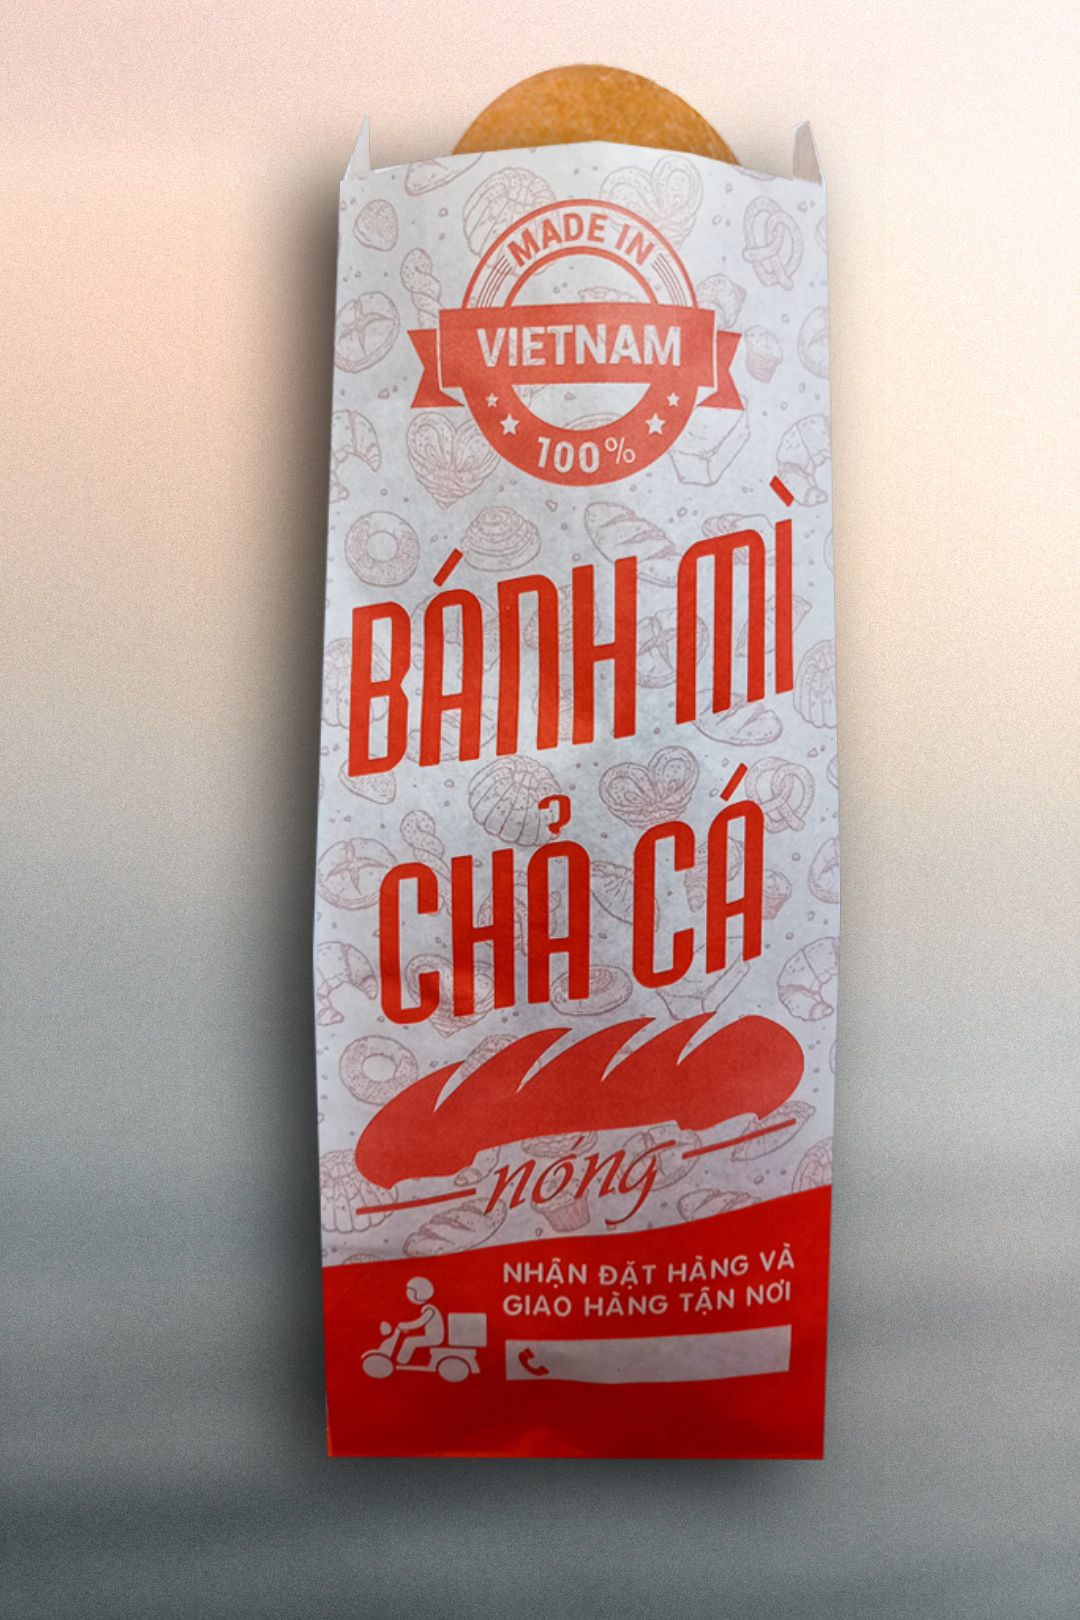 MADE IN
VIETNAM
100%
BÁNH MÌ
CHẢ CÁ
nóng
NHẬN ĐẶT HÀNG VÀ
GIAO HÀNG TẬN NƠI